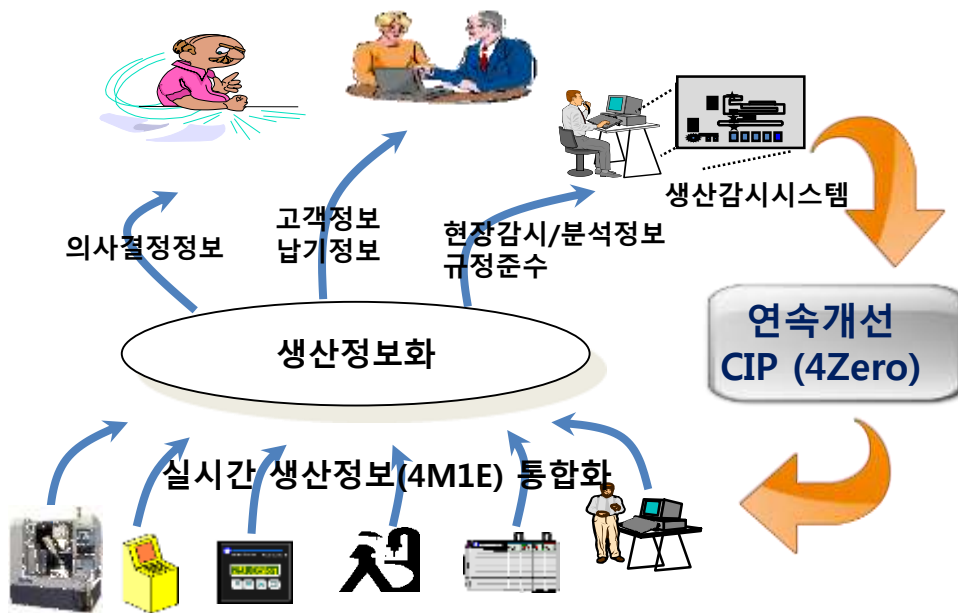 생산감시시스템
의사결정정보
고객정보
납기정보
현장감시/분석정보
규정준수
연속개선
CIP (4Zero)
생산정보화
실시간 생산정보(4M1E) 통합화